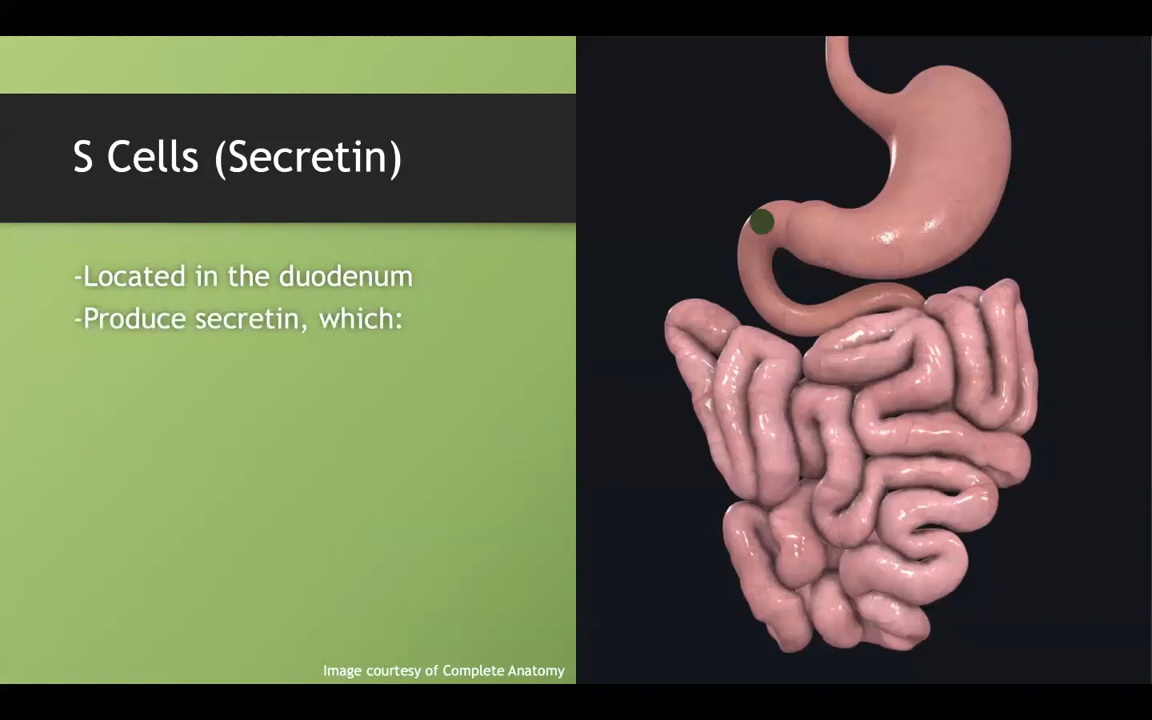 S Cells (Secretin)
-Located in the duodenum
-Produce secretin, which:
Image courtesy of Complete Anatomy